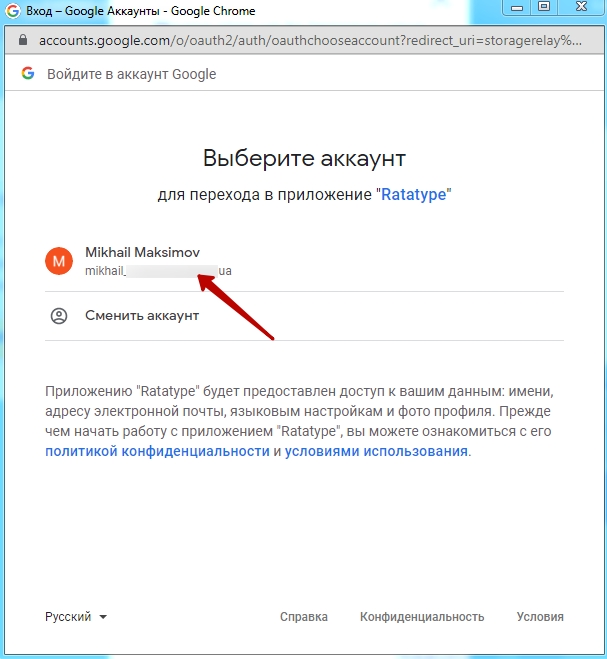 Вход – Google Аккаунты - Google Chrome
accounts.google.com/o/oauth2/auth/oauthchooseaccount?redirect_uri=storagerelay%...
G Войдите в аккаунт Google
Выберите аккаунт
для перехода в приложение "Ratatype"
M Mikhail Maksimov
mikhail_ ua
Сменить аккаунт
Приложению "Ratatype" будет предоставлен доступ к вашим данным: имени,
адресу электронной почты, языковым настройкам и фото профиля. Прежде
чем начать работу с приложением "Ratatype", вы можете ознакомиться с его
политикой конфиденциальности и условиями использования.
Русский Справка Конфиденциальность Условия